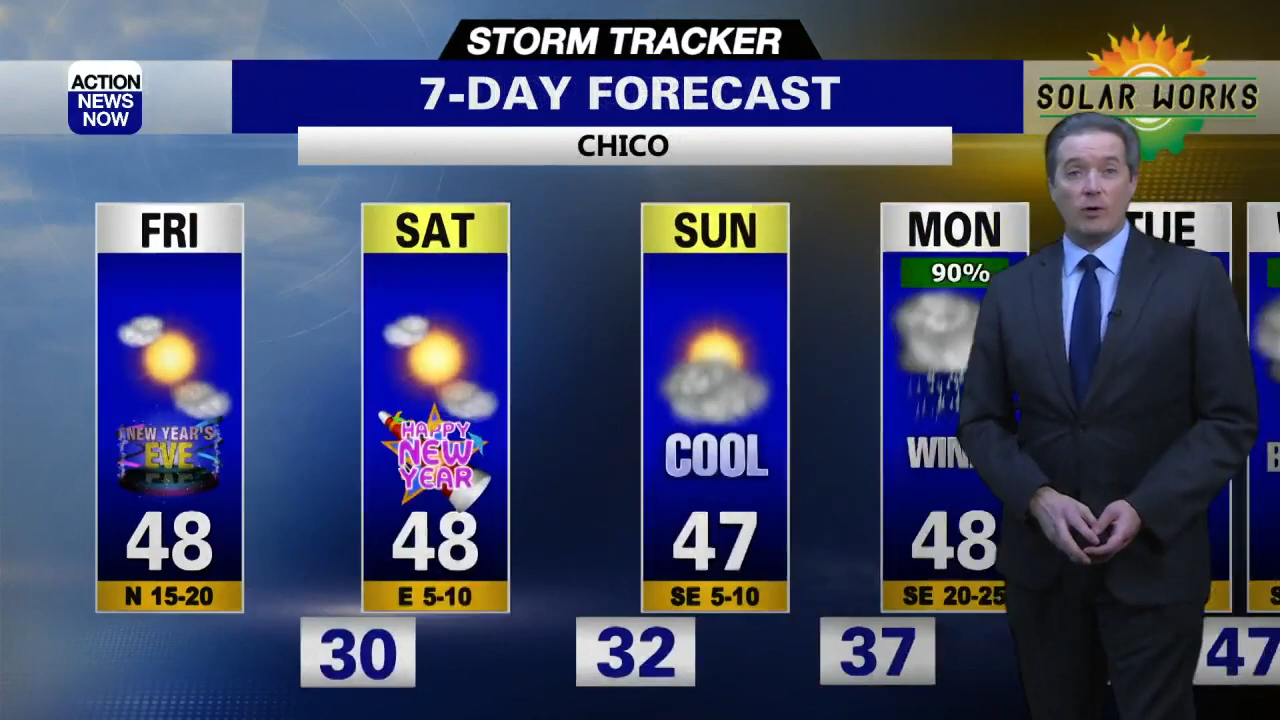 STORM TRACKER
7-DAY FORECAST
CHICO
ACTION
NEWS
NOW
SOLAR WORKS
FRI
NEW YEAR'S
EVE
48
N 15-20
SAT
HAPPY
NEW
YEAR
48
E 5-10
SUN
COOL
47
SE 5-10
MON
90%
48
SE 20-25
TUE
30
32
37
47